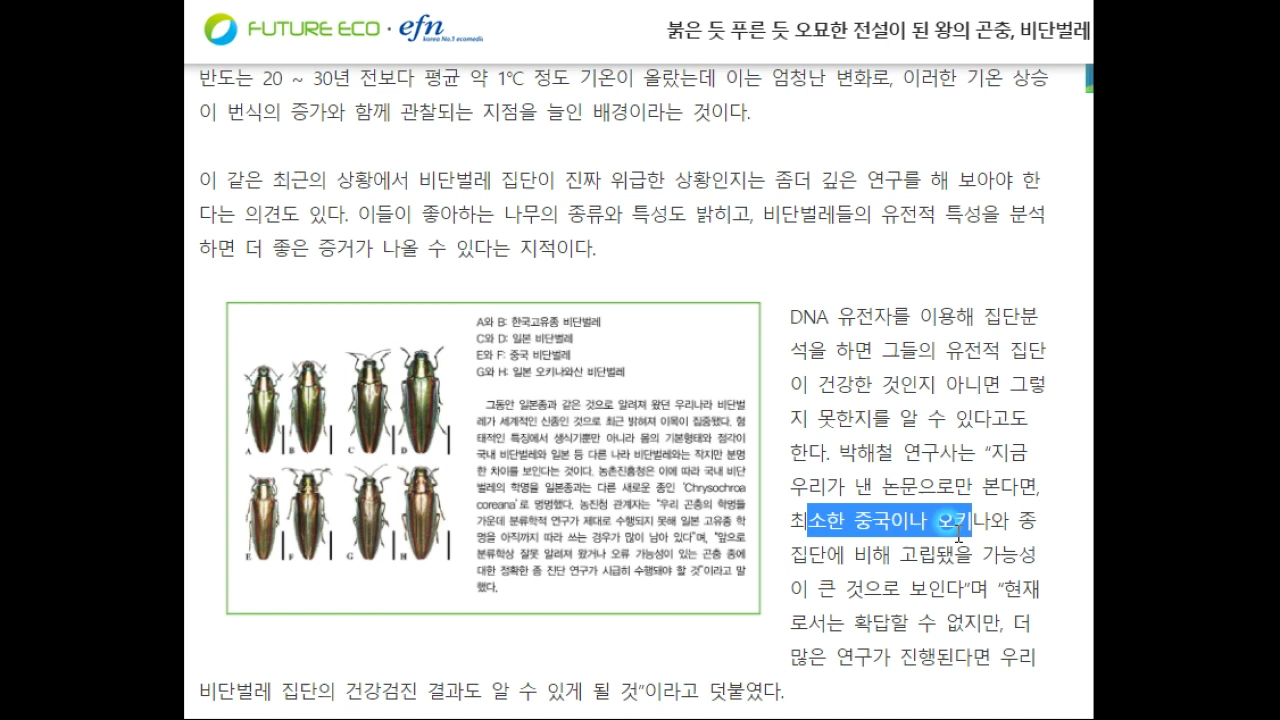 FUTURE ECO · efn
korea No.1 ecomedia
붉은 듯 푸른 듯 오묘한 전설이 된 왕의 곤충, 비단벌레
반도는 20 ~ 30년 전보다 평균 약 1℃ 정도 기온이 올랐는데 이는 엄청난 변화로, 이러한 기온 상승
이 번식의 증가와 함께 관찰되는 지점을 늘인 배경이라는 것이다.
이 같은 최근의 상황에서 비단벌레 집단이 진짜 위급한 상황인지는 좀더 깊은 연구를 해 보아야 한
다는 의견도 있다. 이들이 좋아하는 나무의 종류와 특성도 밝히고, 비단벌레들의 유전적 특성을 분석
하면 더 좋은 증거가 나올 수 있다는 지적이다.
A B C D
E F G H
A와 B: 한국고유종 비단벌레
C와 D: 일본 비단벌레
E와 F: 중국 비단벌레
G와 H: 일본 오키나와산 비단벌레
그동안 일본종과 같은 것으로 알려져 왔던 우리나라 비단벌
레가 세계적인 신종인 것으로 최근 밝혀져 이목이 집중됐다. 형
태적인 특징에서 생식기뿐만 아니라 몸의 기본형태와 점각이
국내 비단벌레와 일본 등 다른 나라 비단벌레와는 작지만 분명
한 차이를 보인다는 것이다. 농촌진흥청은 이에 따라 국내 비단
벌레의 학명을 일본종과는 다른 새로운 종인 'Chrysochroa
coreana'로 명명했다. 농진청 관계자는 "우리 곤충의 학명들
가운데 분류학적 연구가 제대로 수행되지 못해 일본 고유종 학
명을 아직까지 따라 쓰는 경우가 많이 남아 있다"며, "앞으로
분류학상 잘못 알려져 왔거나 오류 가능성이 있는 곤충 종에
대한 정확한 종 진단 연구가 시급히 수행돼야 할 것"이라고 말
했다.
DNA 유전자를 이용해 집단분
석을 하면 그들의 유전적 집단
이 건강한 것인지 아니면 그렇
지 못한지를 알 수 있다고도
한다. 박해철 연구사는 "지금
우리가 낸 논문으로만 본다면,
최소한 중국이나 오키나와 종
집단에 비해 고립됐을 가능성
이 큰 것으로 보인다"며 "현재
로서는 확답할 수 없지만, 더
많은 연구가 진행된다면 우리
비단벌레 집단의 건강검진 결과도 알 수 있게 될 것"이라고 덧붙였다.